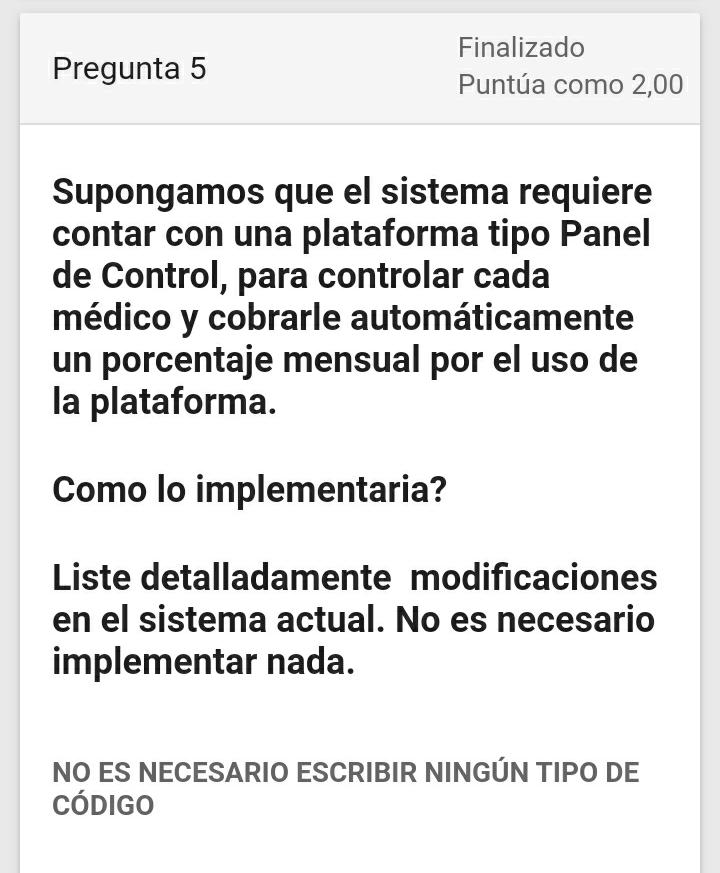 Pregunta 5
Finalizado
Puntúa como 2,00
Supongamos que el sistema requiere
contar con una plataforma tipo Panel
de Control, para controlar cada
médico y cobrarle automáticamente
un porcentaje mensual por el uso de
la plataforma.
Como lo implementaria?
Liste detalladamente  modificaciones
en el sistema actual. No es necesario
implementar nada.
NO ES NECESARIO ESCRIBIR NINGÚN TIPO DE
CÓDIGO